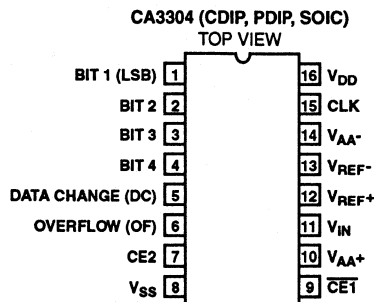 CA3304 (CDIP, PDIP, SOIC)
TOP VIEW
BIT 1 (LSB) 1 16 VDD
BIT 2 2 15 CLK
BIT 3 3 14 VAA-
BIT 4 4 13 VREF-
DATA CHANGE (DC) 5 12 VREF+
OVERFLOW (OF) 6 11 VIN
CE2 7 10 VAA+
VSS 8 9 C̅E̅1̅